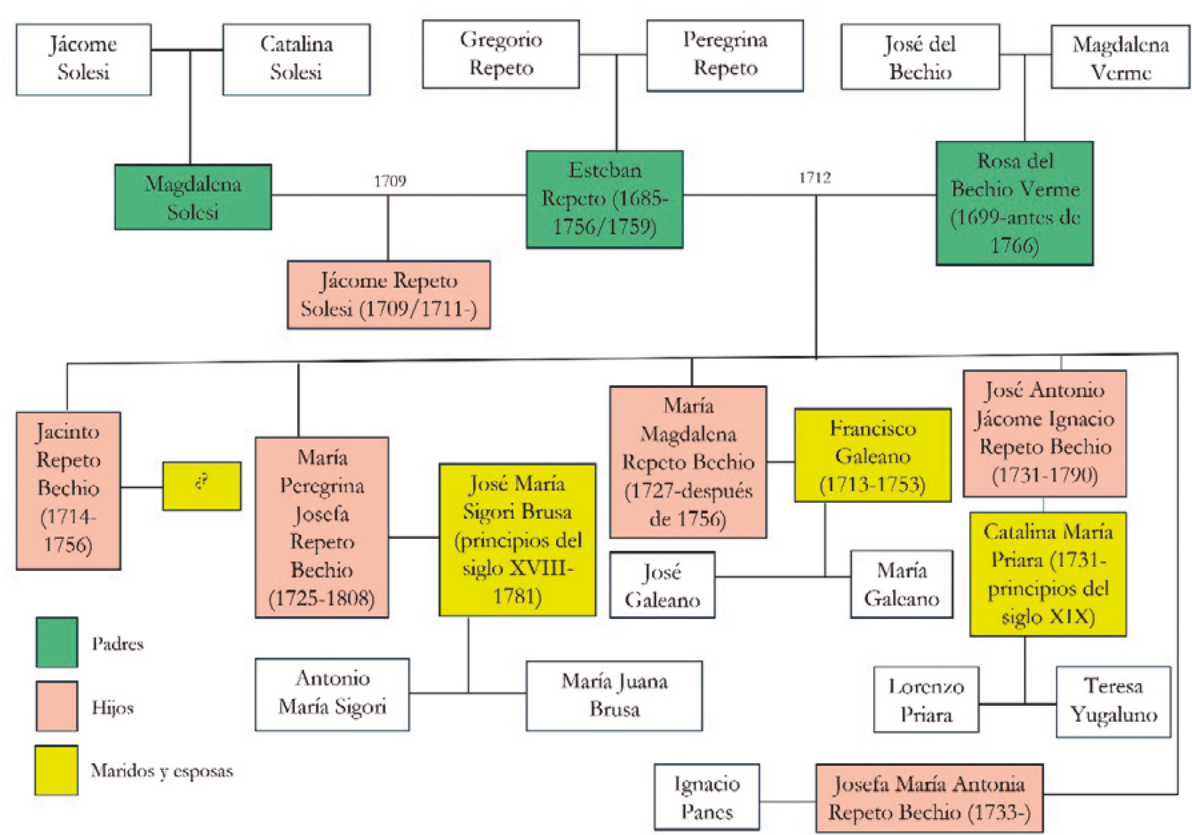 Jácome
Solesi
Catalina
Solesi
Gregorio
Repeto
Peregrina
Repeto
José del
Bechio
Magdalena
Verme
Magdalena
Solesi
1709
Esteban
Repeto (1685-
1756/1759)
1712
Rosa del
Bechio Verme
(1699-antes de
1766)
Jácome Repeto
Solesi (1709/1711-)
Jacinto
Repeto
Bechio
(1714-
1756)
¿?
María
Peregrina
Josefa
Repeto
Bechio
(1725-1808)
José María
Sigori Brusa
(principios del
siglo XVIII-
1781)
María
Magdalena
Repeto Bechio
(1727-después
de 1756)
Francisco
Galeano
(1713-1753)
José Antonio
Jácome Ignacio
Repeto Bechio
(1731-1790)
Catalina María
Priara (1731-
principios del
siglo XIX)
José
Galeano
María
Galeano
Antonio
María Sigori
María Juana
Brusa
Lorenzo
Priara
Teresa
Yugaluno
Ignacio
Panes
Josefa María Antonia
Repeto Bechio (1733-)
Padres
Hijos
Maridos y esposas